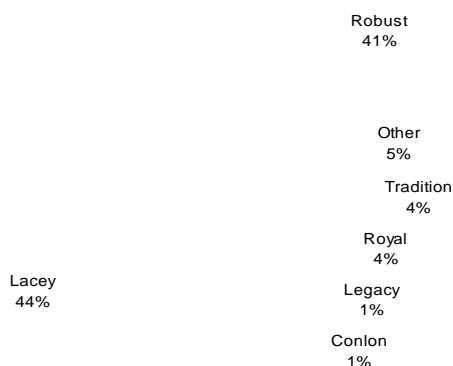 Robust
41%
Other
5%
Tradition
4%
Royal
4%
Lacey
44%
Legacy
1%
Conlon
1%